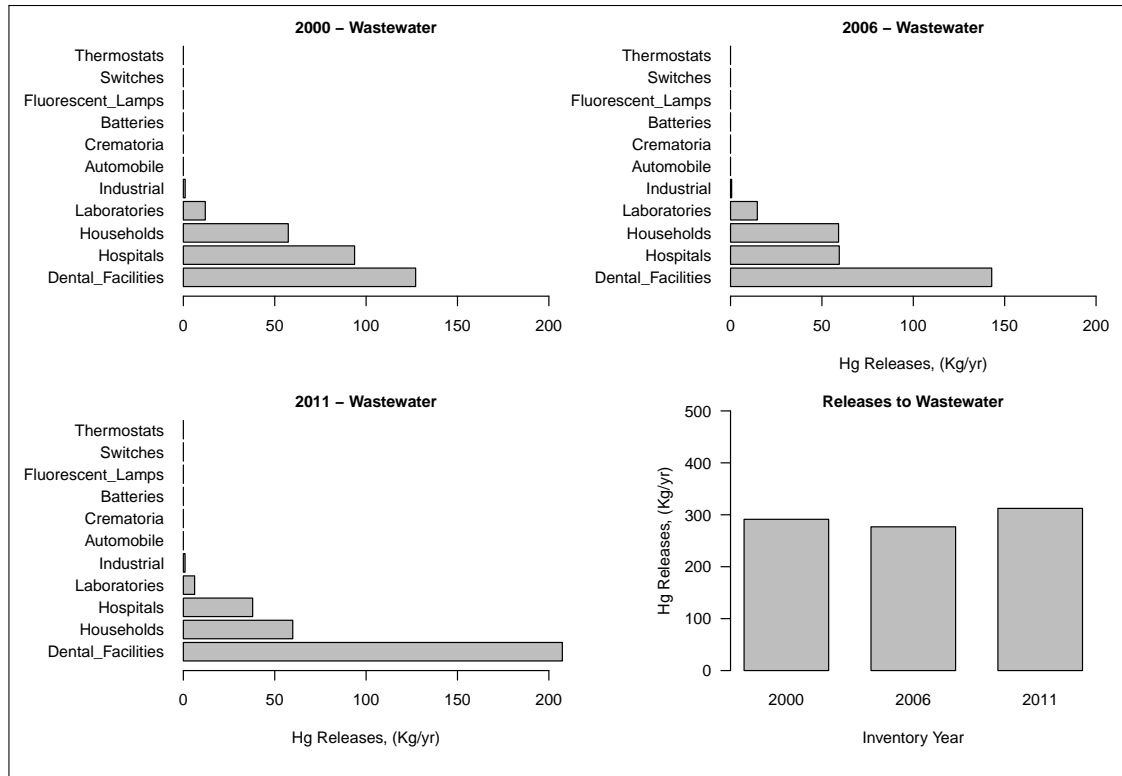 2000 – Wastewater
Thermostats
Switches
Fluorescent_Lamps
Batteries
Crematoria
Automobile
Industrial
Laboratories
Households
Hospitals
Dental_Facilities
0 50 100 150 200
2006 – Wastewater
Thermostats
Switches
Fluorescent_Lamps
Batteries
Crematoria
Automobile
Industrial
Laboratories
Households
Hospitals
Dental_Facilities
0 50 100 150 200
Hg Releases, (Kg/yr)
2011 – Wastewater
Thermostats
Switches
Fluorescent_Lamps
Batteries
Crematoria
Automobile
Industrial
Laboratories
Hospitals
Households
Dental_Facilities
0 50 100 150 200
Hg Releases, (Kg/yr)
Releases to Wastewater
Hg Releases, (Kg/yr)
500
400
300
200
100
0
2000 2006 2011
Inventory Year